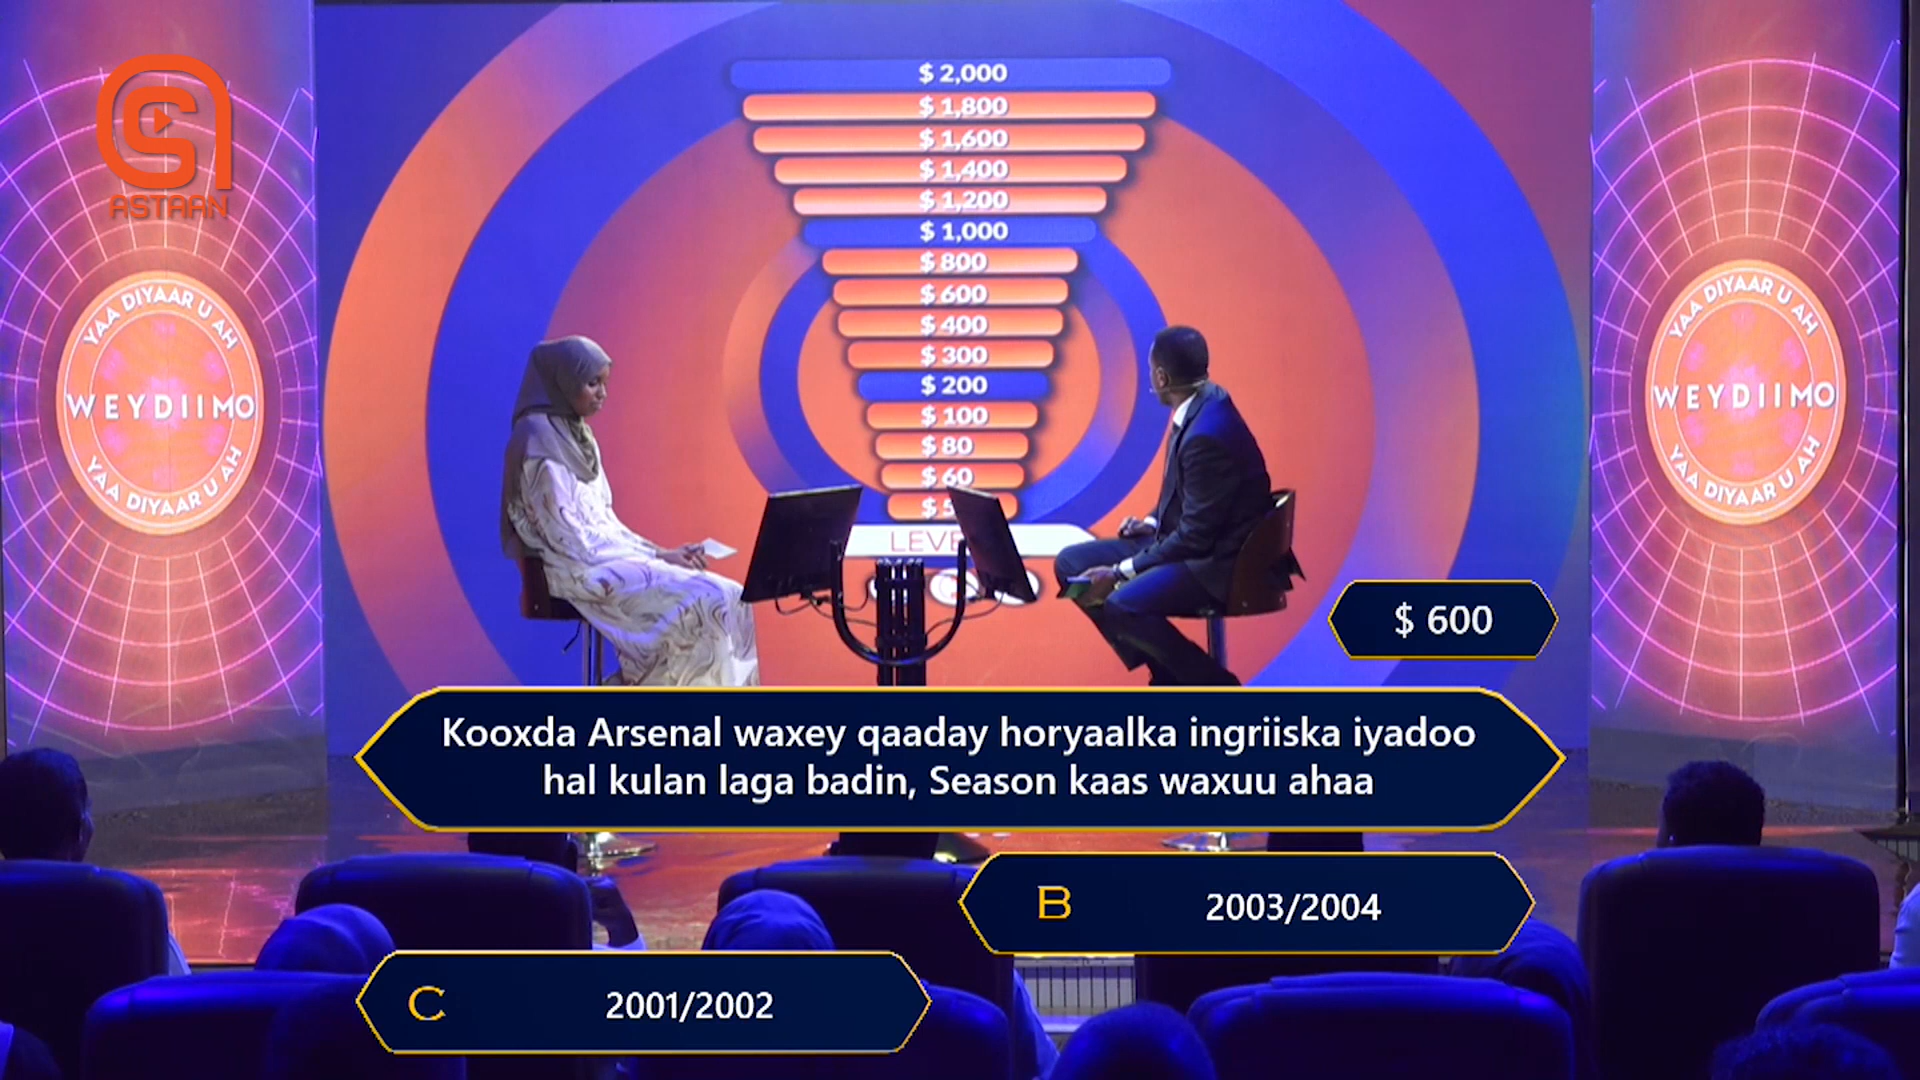 ASTAAN
$ 2,000
$ 1,800
$ 1,600
$ 1,400
$ 1,200
$ 1,000
$ 800
$ 600
$ 400
$ 300
$ 200
$ 100
$ 80
$ 60
YAA DIYAAR U AH
WEYDIIMO
YAA DIYAAR U AH
YAA DIYAAR U AH
WEYDIIMO
YAA DIYAAR U AH
$ 600
Kooxda Arsenal waxey qaaday horyaalka ingriiska iyadoo
hal kulan laga badin, Season kaas waxuu ahaa
B 2003/2004
C 2001/2002